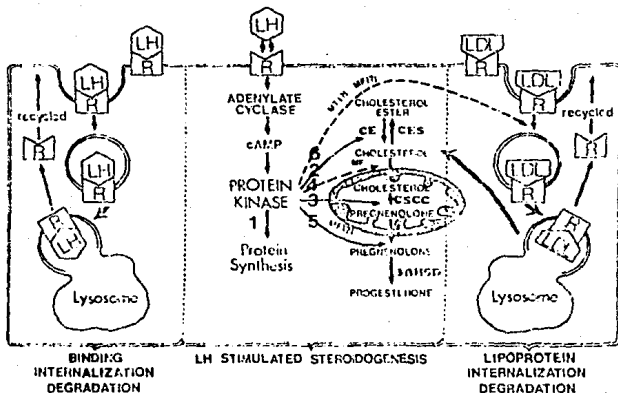 LH
R
LH
R
recycled
R
LH
R
R
LH
Lysosome
BINDING
INTERNALIZATION
DEGRADATION
LH
R
ADENYLATE
CYCLASE
cAMP
PROTEIN
KINASE
1
Protein
Synthesis
6
2
4
3
5
CHOLESTEROL
ESTER
CE
CES
CHOLESTEROL
CHOLESTEROL
CSCC
PREGNENOLONE
PREGNENOLONE
PROGESTERONE
LH STIMULATED STEROIDOGENESIS
LDL
R
LDL
R
recycled
R
LDL
R
R
LDL
Lysosome
LIPOPROTEIN
INTERNALIZATION
DEGRADATION